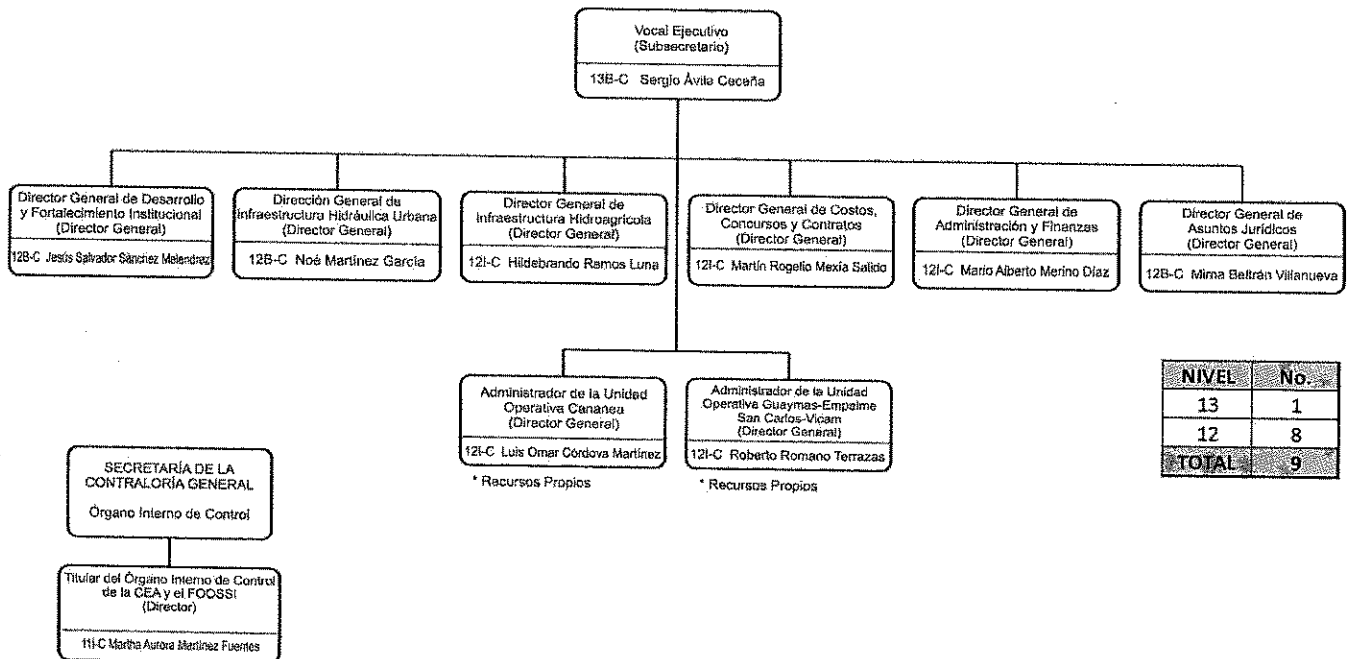 Vocal Ejecutivo
(Subsecretario)
13B-C Sergio Ávila Ceceña
Director General de Desarrollo
y Fortalecimiento Institucional
(Director General)
12B-C Jesús Salvador Sánchez Melendrez
Dirección General de
Infraestructura Hidráulica Urbana
(Director General)
12B-C Noé Martínez García
Director General de
Infraestructura Hidroagrícola
(Director General)
12I-C Hildebrando Ramos Luna
Director General de Costos,
Concursos y Contratos
(Director General)
12I-C Martín Rogelio Mexía Salido
Director General de
Administración y Finanzas
(Director General)
12I-C Mario Alberto Merino Díaz
Director General de
Asuntos Jurídicos
(Director General)
12B-C Mirna Beltrán Villanueva
Administrador de la Unidad
Operativa Cananea
(Director General)
12I-C Luis Omar Córdova Martínez
* Recursos Propios
Administrador de la Unidad
Operativa Guaymas-Empalme
San Carlos-Vicam
(Director General)
12I-C Roberto Romano Terrazas
* Recursos Propios
NIVEL No.
13 1
12 8
TOTAL 9
SECRETARÍA DE LA
CONTRALORÍA GENERAL
Órgano Interno de Control
Titular del Órgano Interno de Control
de la CEA y el FOOSSI
(Director)
11I-C Martha Aurora Martínez Fuentes